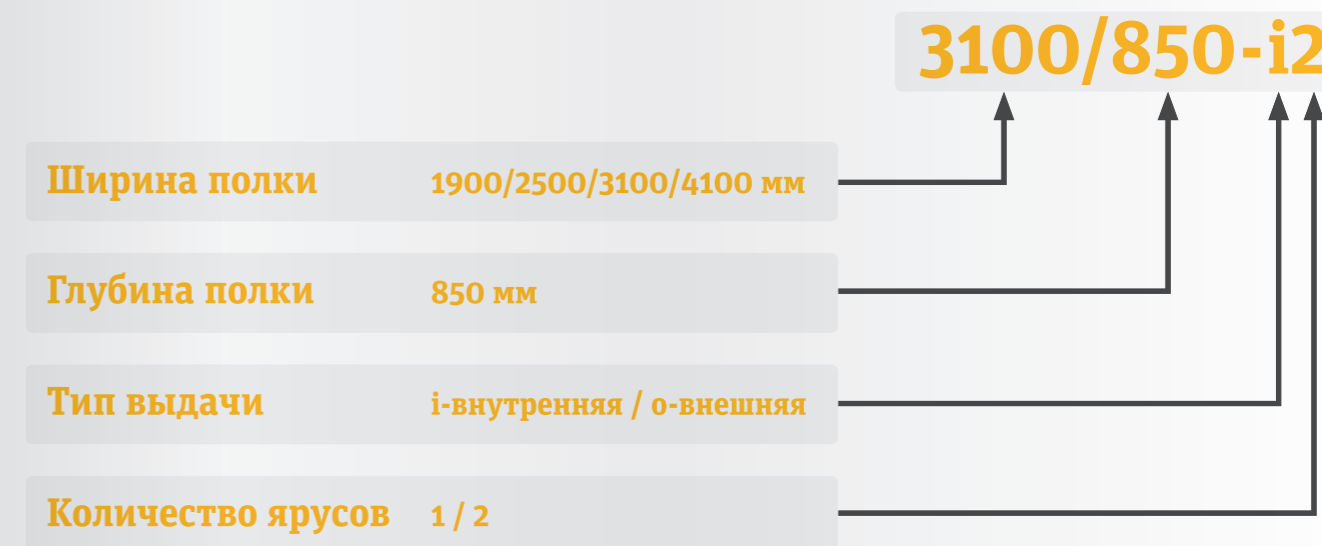 3100/850-i2
Ширина полки 1900/2500/3100/4100 мм
Глубина полки 850 мм
Тип выдачи i-внутренняя / о-внешняя
Количество ярусов 1 / 2